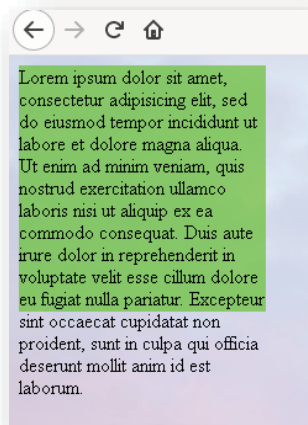 Lorem ipsum dolor sit amet,
consectetur adipisicing elit, sed
do eiusmod tempor incididunt ut
labore et dolore magna aliqua.
Ut enim ad minim veniam, quis
nostrud exercitation ullamco
laboris nisi ut aliquip ex ea
commodo consequat. Duis aute
irure dolor in reprehenderit in
voluptate velit esse cillum dolore
eu fugiat nulla pariatur. Excepteur
sint occaecat cupidatat non
proident, sunt in culpa qui officia
deserunt mollit anim id est
laborum.